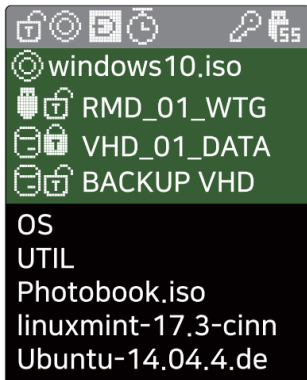 55
windows10.iso
RMD_01_WTG
VHD_01_DATA
BACKUP VHD
OS
UTIL
Photobook.iso
linuxmint-17.3-cinn
Ubuntu-14.04.4.de